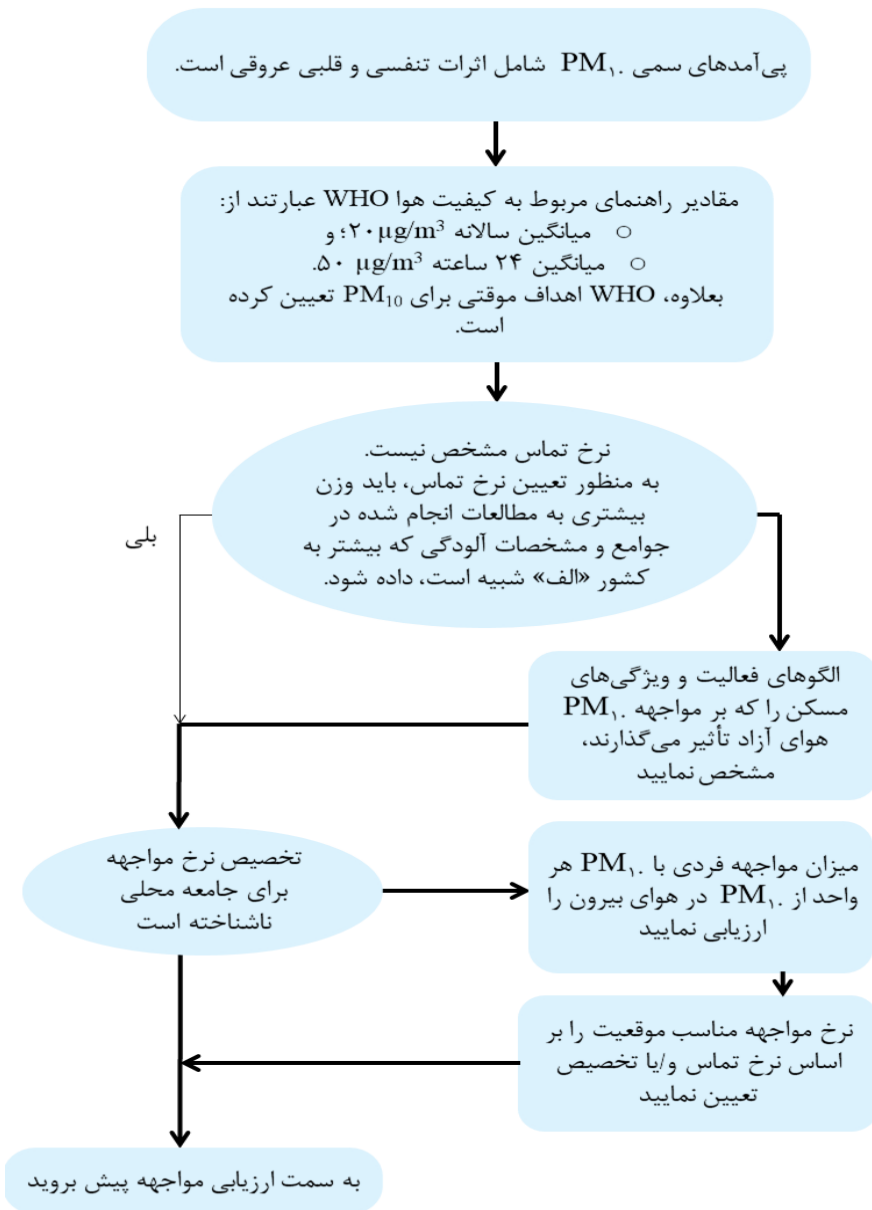 پی‌آمدهای سمی PM۱۰ شامل اثرات تنفسی و قلبی عروقی است.
مقادیر راهنمای مربوط به کیفیت هوا WHO عبارتند از:
○ میانگین سالانه ۲۰µg/m³؛ و
○ میانگین ۲۴ ساعته ۵۰ µg/m³.
بعلاوه، WHO اهداف موقتی برای PM₁₀ تعیین کرده
است.
نرخ تماس مشخص نیست.
به منظور تعیین نرخ تماس، باید وزن
بیشتری به مطالعات انجام شده در
جوامع و مشخصات آلودگی که بیشتر به
کشور «الف» شبیه است، داده شود.
بلی
الگوهای فعالیت و ویژگی‌های
مسکن را که بر مواجهه PM۱۰
هوای آزاد تأثیر می‌گذارند،
مشخص نمایید
تخصیص نرخ مواجهه
برای جامعه محلی
ناشناخته است
میزان مواجهه فردی با PM۱۰ هر
واحد از PM۱۰ در هوای بیرون را
ارزیابی نمایید
نرخ مواجهه مناسب موقعیت را بر
اساس نرخ تماس و/یا تخصیص
تعیین نمایید
به سمت ارزیابی مواجهه پیش بروید